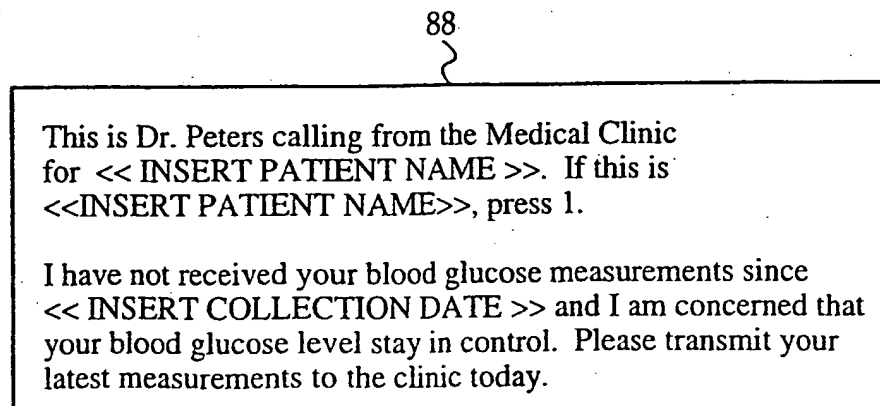 88
This is Dr. Peters calling from the Medical Clinic
for << INSERT PATIENT NAME >>. If this is
<<INSERT PATIENT NAME>>, press 1.
I have not received your blood glucose measurements since
<< INSERT COLLECTION DATE >> and I am concerned that
your blood glucose level stay in control. Please transmit your
latest measurements to the clinic today.